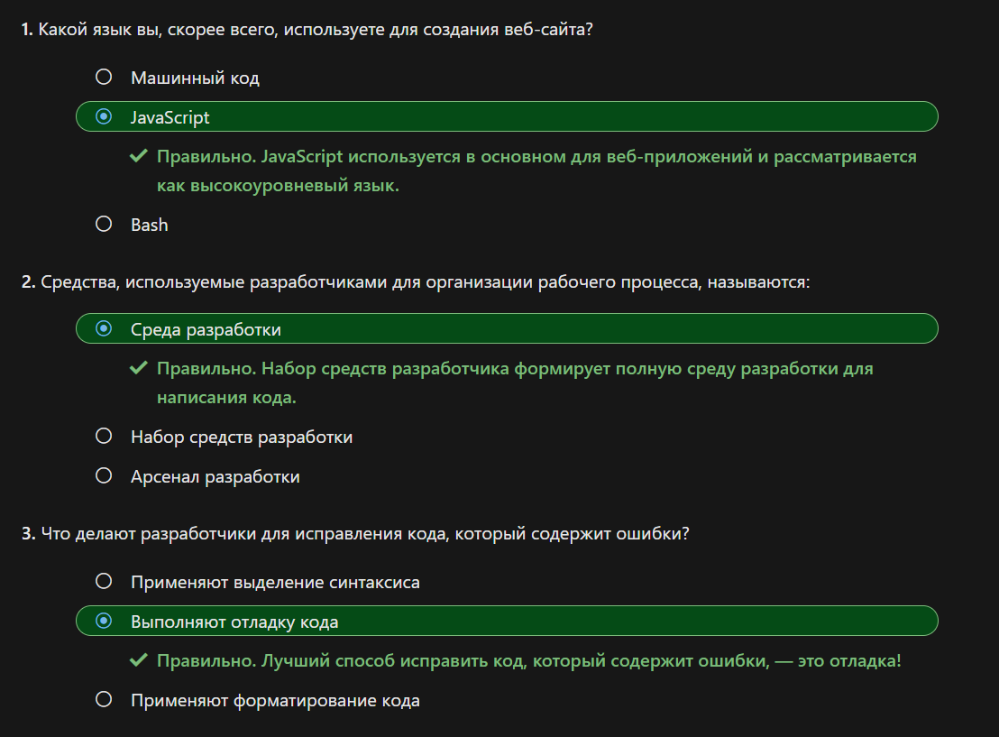 1. Какой язык вы, скорее всего, используете для создания веб-сайта?
Машинный код
JavaScript
Правильно. JavaScript используется в основном для веб-приложений и рассматривается
как высокоуровневый язык.
Bash
2. Средства, используемые разработчиками для организации рабочего процесса, называются:
Среда разработки
Правильно. Набор средств разработчика формирует полную среду разработки для
написания кода.
Набор средств разработки
Арсенал разработки
3. Что делают разработчики для исправления кода, который содержит ошибки?
Применяют выделение синтаксиса
Выполняют отладку кода
Правильно. Лучший способ исправить код, который содержит ошибки, — это отладка!
Применяют форматирование кода